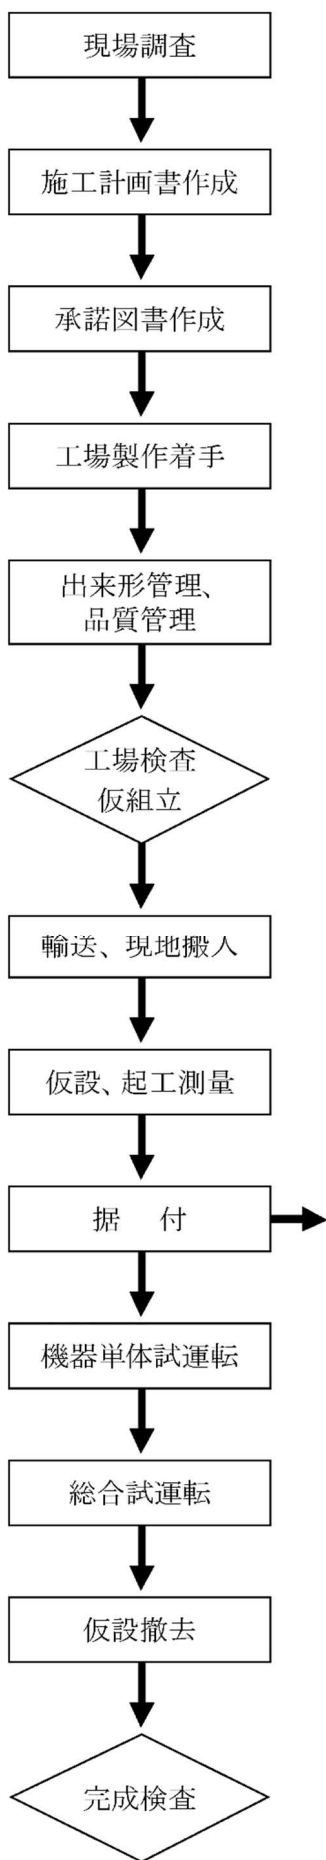 現場調査
施工計画書作成
承諾図書作成
工場製作着手
出来形管理、
品質管理
工場検査
仮組立
輸送、現地搬入
仮設、起工測量
据　付
機器単体試運転
総合試運転
仮設撤去
完成検査